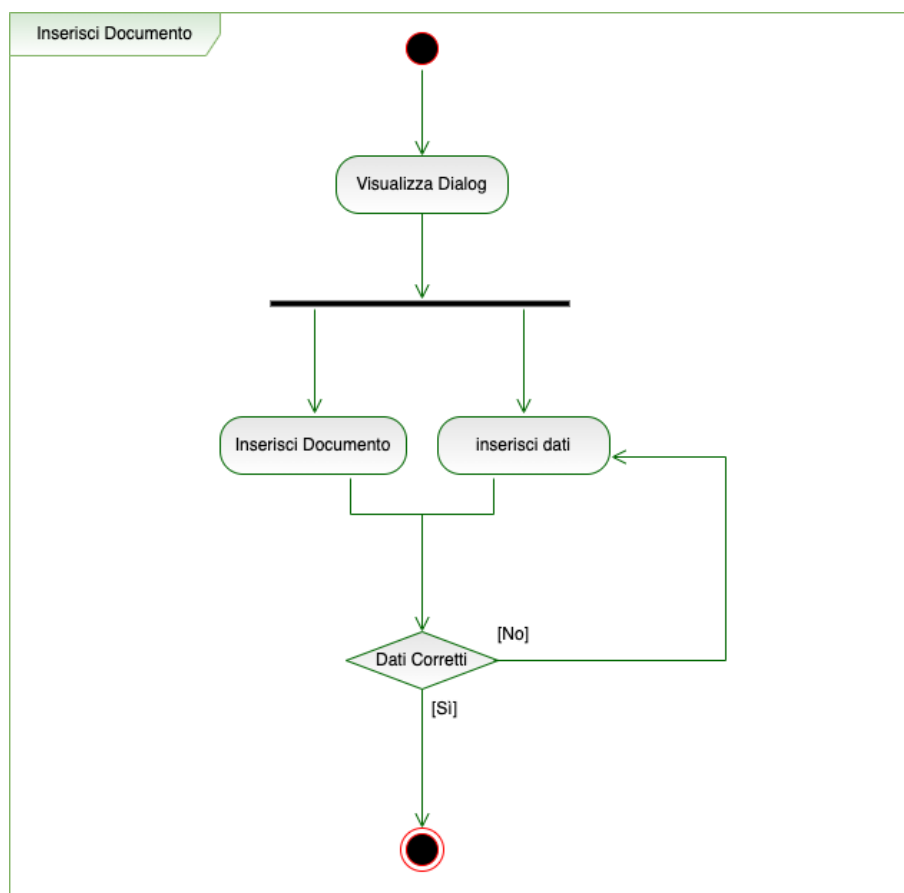 Inserisci Documento
Visualizza Dialog
Inserisci Documento
inserisci dati
[No]
Dati Corretti
[Sì]